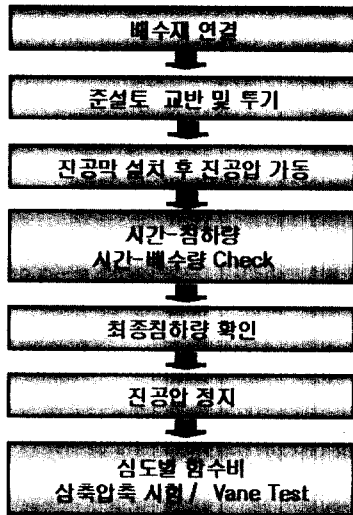 배수재 연결
준설토 교반 및 투기
진공막 설치 후 진공압 가동
시간-침하량
시간-배수량 Check
최종침하량 확인
진공압 정지
심도별 함수비
삼축압축 시험 / Vane Test